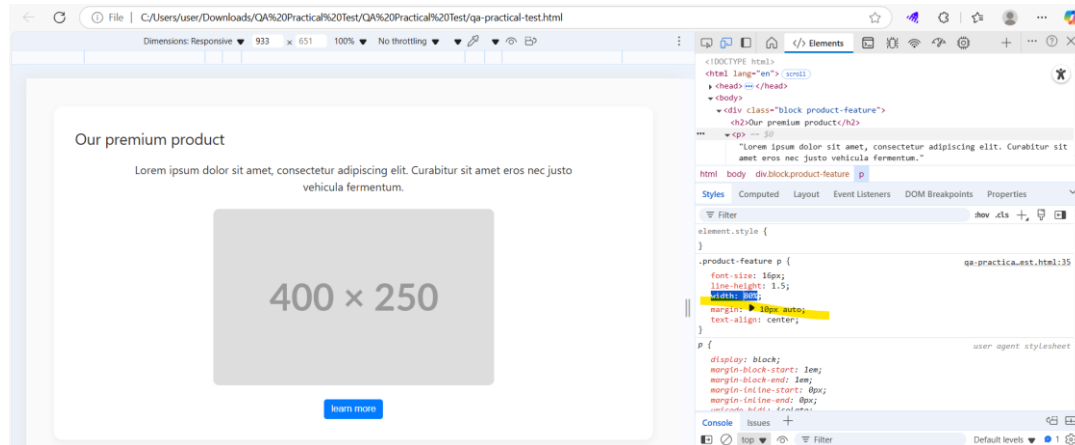 File C:/Users/user/Downloads/QA%20Practical%20Test/QA%20Practical%20Test/qa-practical-test.html
Dimensions: Responsive 933 x 651 100% No throttling
Elements
<!DOCTYPE html>
<html lang="en"> scroll
<head> </head>
<body>
<div class="block product-feature">
<h2>Our premium product</h2>
<p> == $0
"Lorem ipsum dolor sit amet, consectetur adipiscing elit. Curabitur sit
amet eros nec justo vehicula fermentum."
html body div.block.product-feature p
Styles Computed Layout Event Listeners DOM Breakpoints Properties
Filter :hov .cls
element.style {
}
.product-feature p { qa-practica…est.html:35
font-size: 16px;
line-height: 1.5;
width: 80%;
margin: 10px auto;
text-align: center;
}
p { user agent stylesheet
display: block;
margin-block-start: 1em;
margin-block-end: 1em;
margin-inline-start: 0px;
margin-inline-end: 0px;
Console Issues
top Filter Default levels 1
Our premium product
Lorem ipsum dolor sit amet, consectetur adipiscing elit. Curabitur sit amet eros nec justo
vehicula fermentum.
400 × 250
learn more